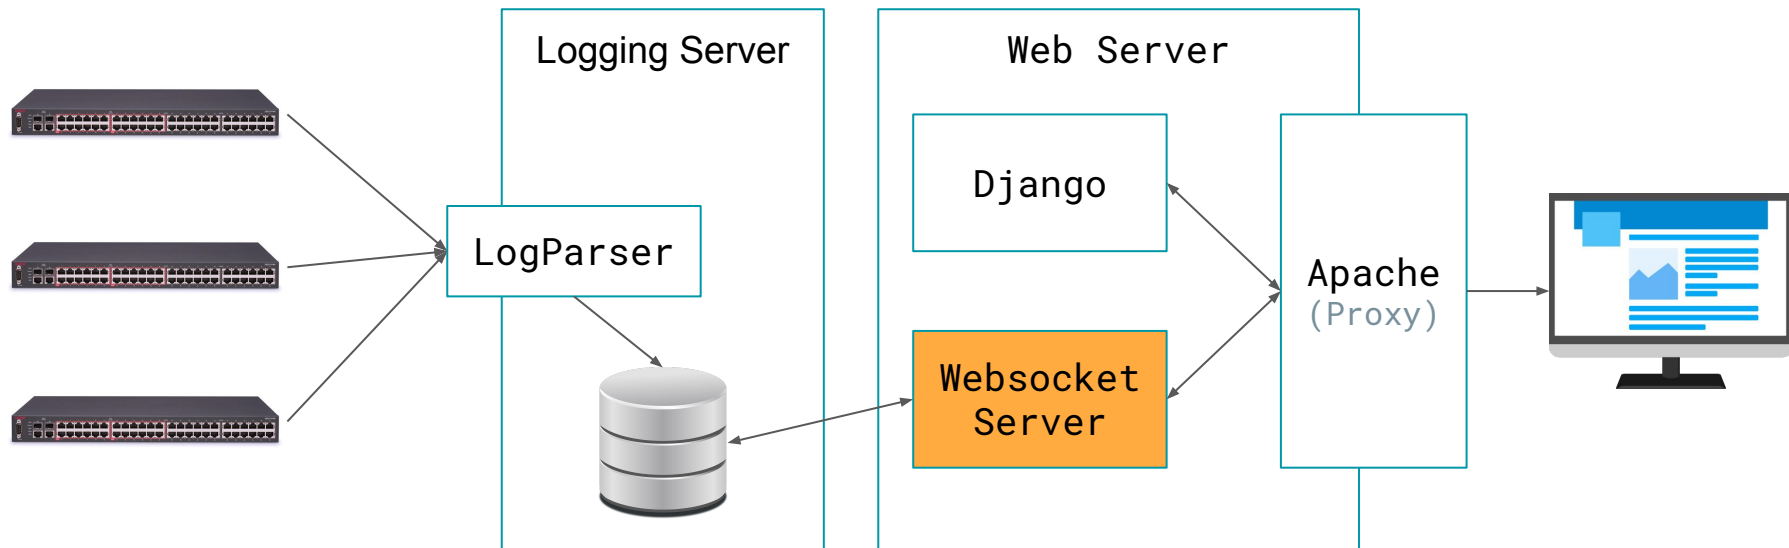 Logging Server
Web Server
Django
LogParser
Apache
(Proxy)
Websocket
Server